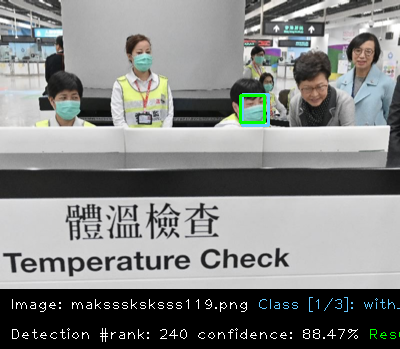 體溫檢查
Temperature Check
Image: maksssksksss119.png Class [1/3]: with_
Detection #rank: 240 confidence: 88.47% Res